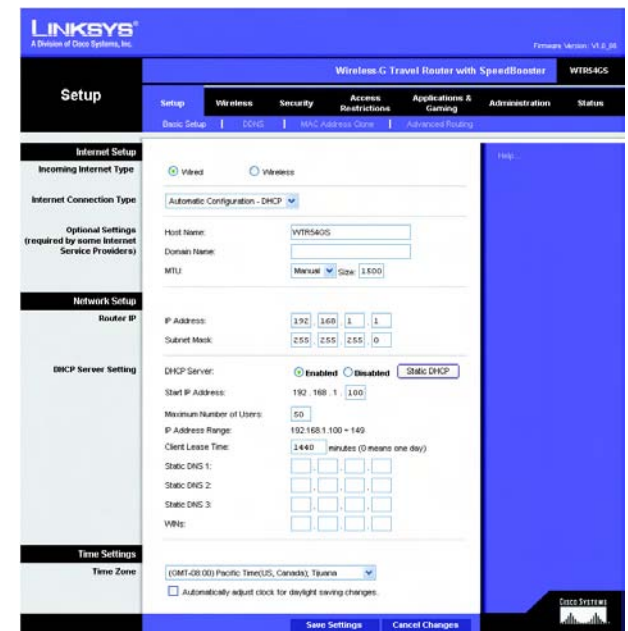 LINKSYS®
A Division of Cisco Systems, Inc.
Firmware Version: V1.0_08
Wireless-G Travel Router with SpeedBooster WTR54GS
Setup
Setup Wireless Security Access Restrictions Applications & Gaming Administration Status
Basic Setup | DDNS | MAC Address Clone | Advanced Routing
Internet Setup
Incoming Internet Type Wired Wireless
Help...
Internet Connection Type Automatic Configuration - DHCP
Optional Settings (required by some Internet Service Providers)
Host Name: WTR54GS
Domain Name:
MTU: Manual Size: 1500
Network Setup
Router IP
IP Address: 192 . 168 . 1 . 1
Subnet Mask: 255 . 255 . 255 . 0
DHCP Server Setting
DHCP Server: Enabled Disabled Static DHCP
Start IP Address: 192 . 168 . 1 . 100
Maximum Number of Users: 50
IP Address Range: 192.168.1.100 ~ 149
Client Lease Time: 1440 minutes (0 means one day)
Static DNS 1:
Static DNS 2:
Static DNS 3:
WINs:
Time Settings
Time Zone
(GMT-08:00) Pacific Time(US, Canada); Tijuana
Automatically adjust clock for daylight saving changes.
Save Settings Cancel Changes
CISCO SYSTEMS